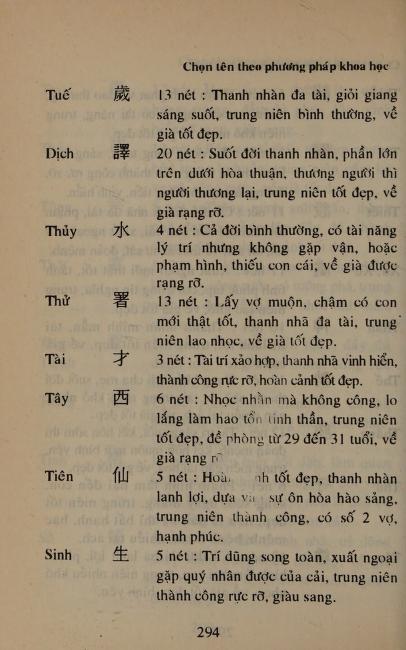 Chọn tên theo phương pháp khoa học
Tuế 歲 13 nét : Thanh nhàn đa tài, giỏi giang
sáng suốt, trung niên bình thường, về
già tốt đẹp.
Dịch 譯 20 nét : Suốt đời thanh nhàn, phần lớn
trên dưới hòa thuận, thương người thì
người thương lại, trung niên tốt đẹp, về
già rạng rỡ.
Thủy 水 4 nét : Cả đời bình thường, có tài năng
lý trí nhưng không gặp vận, hoặc
phạm hình, thiếu con cái, về già được
rạng rỡ.
Thử 署 13 nét : Lấy vợ muộn, chậm có con
mới thật tốt, thanh nhã đa tài, trung
niên lao nhọc, về già tốt đẹp.
Tài 才 3 nét : Tài trí xảo hợp, thanh nhà vinh hiển,
thành công rực rỡ, hoàn cảnh tốt đẹp.
Tây 西 6 nét : Nhọc nhằn mà không công, lo
lắng làm hao tổn tinh thần, trung niên
tốt đẹp, đề phòng từ 29 đến 31 tuổi, về
già rạng
Tiên 仙 5 nét : tốt đẹp, thanh nhàn
lanh lợi, dựa sự ôn hòa hào sảng,
trung niên thành công, có số 2 vợ,
hạnh phúc.
Sinh 生 5 nét : Trí dũng song toàn, xuất ngoại
gặp quý nhân được của cải, trung niên
thành công rực rỡ, giàu sang.
294